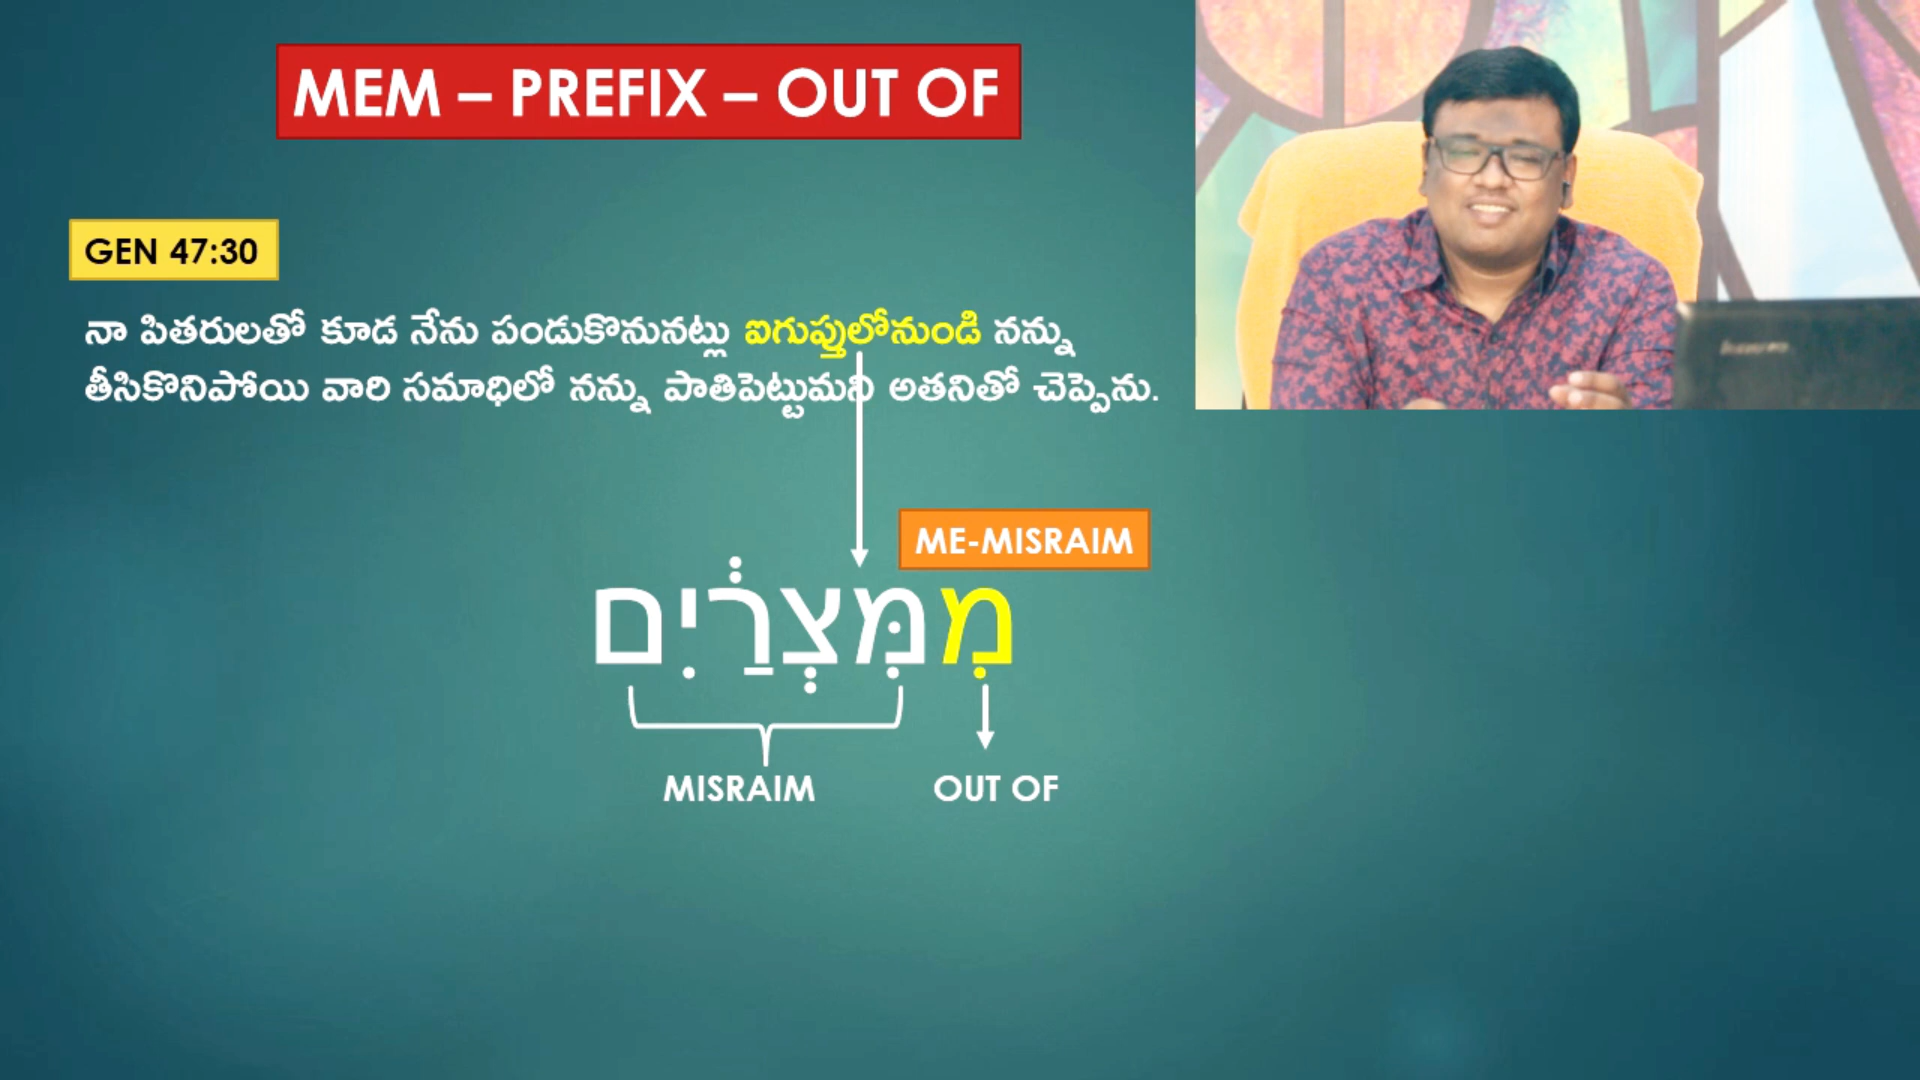 MEM – PREFIX – OUT OF
GEN 47:30
నా పితరులతో కూడ నేను పండుకొనునట్లు ఐగుప్తులోనుండి నన్ను
తీసికొనిపోయి వారి సమాధిలో నన్ను పాతిపెట్టుమని అతనితో చెప్పెను.
ME-MISRAIM
מִמִּצְרַ֔יִם
MISRAIM OUT OF